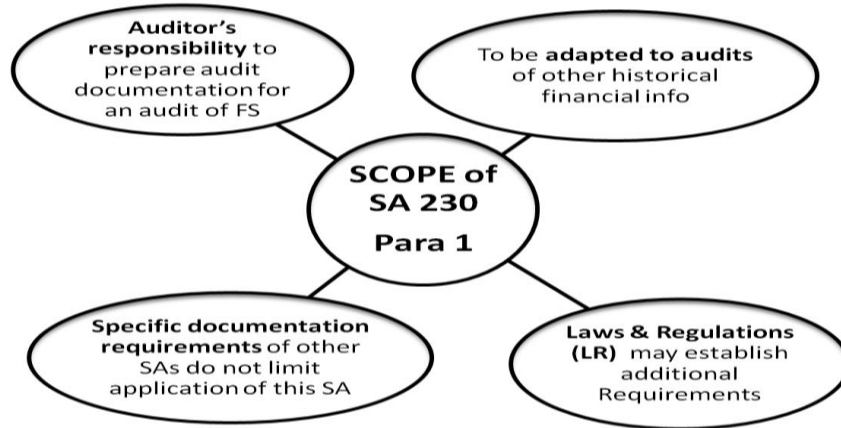 Auditor's
responsibility to
prepare audit
documentation for
an audit of FS
To be adapted to audits
of other historical
financial info
SCOPE of
SA 230
Para 1
Specific documentation
requirements of other
SAs do not limit
application of this SA
Laws & Regulations
(LR) may establish
additional
Requirements